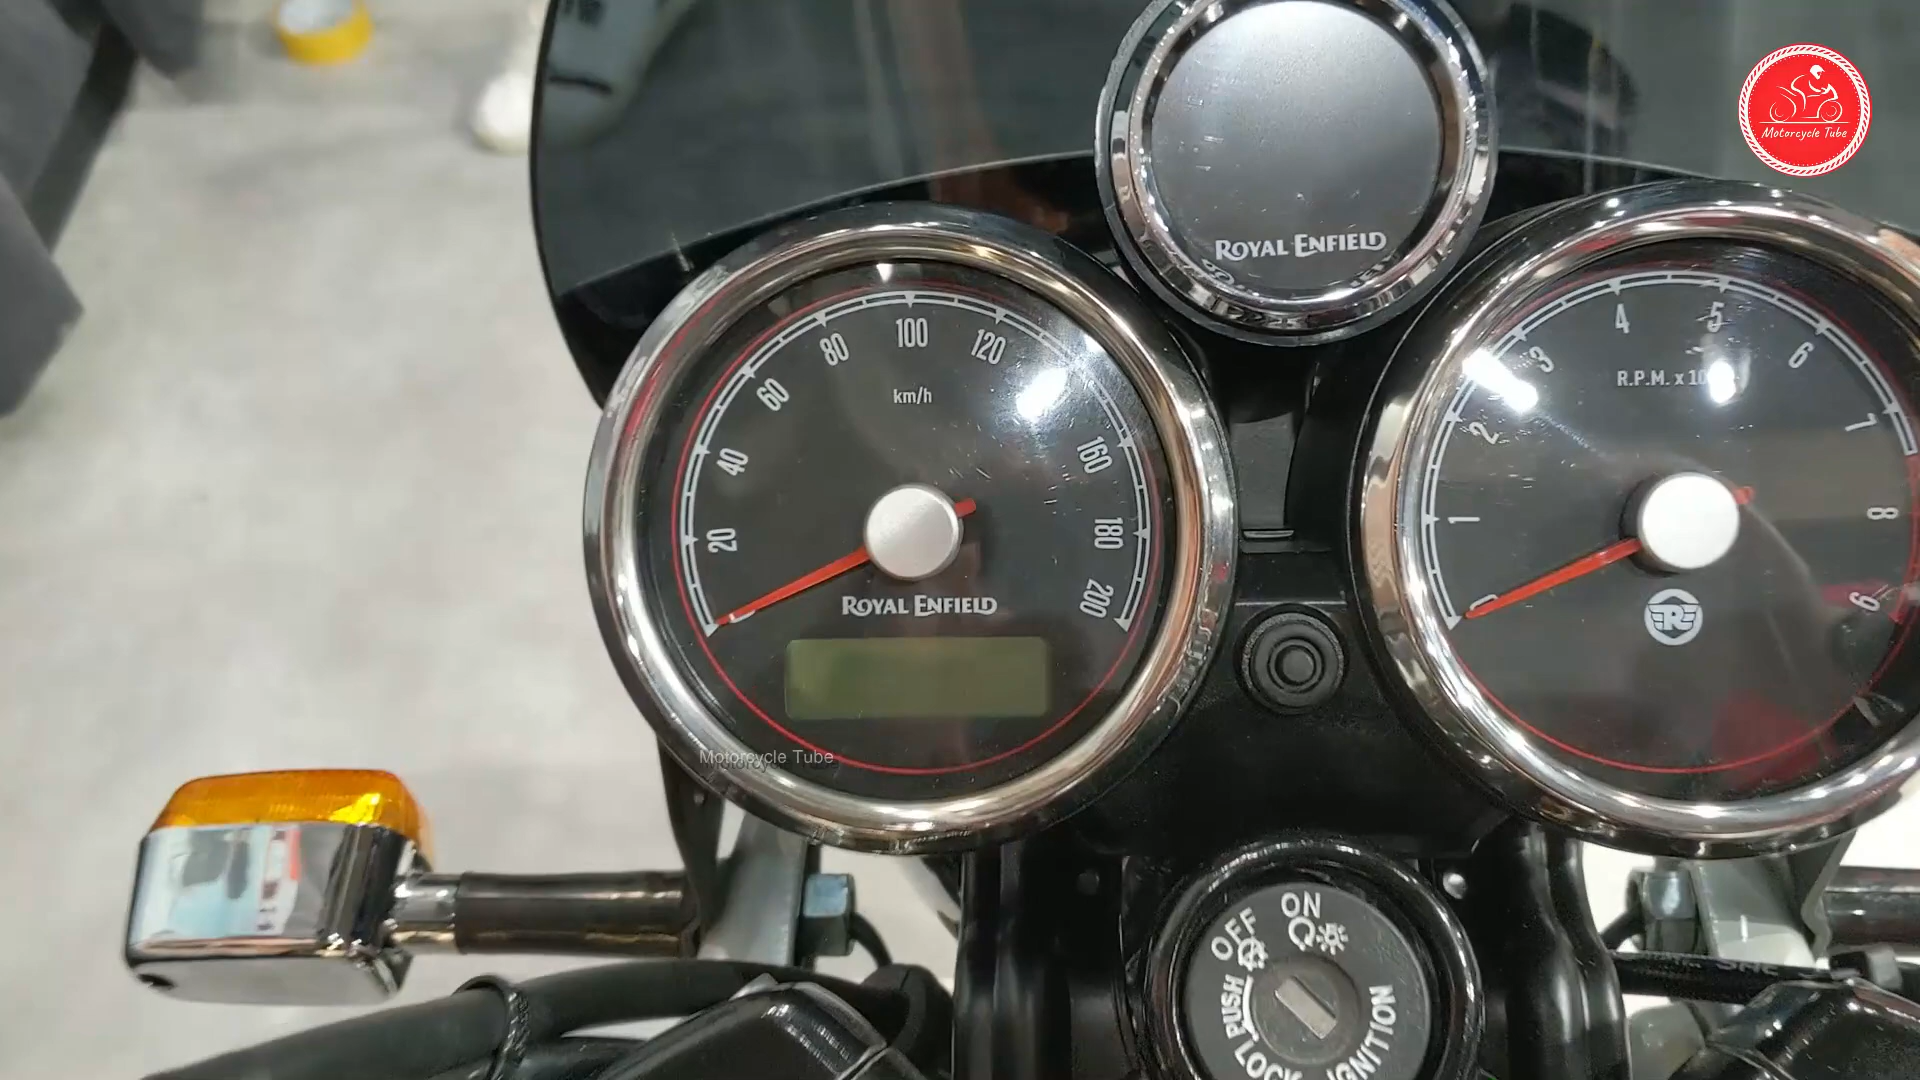 Motorcycle Tube
ROYAL ENFIELD
20
40
60
80
100
120
160
180
200
km/h
ROYAL ENFIELD
1
2
3
4
5
6
7
8
9
R.P.M.
R
Motorcycle Tube
OFF
ON
PUSH
LOCK
IGNITION